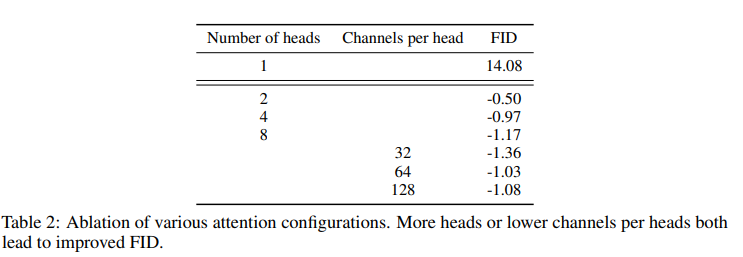 Number of heads Channels per head FID
1 14.08
2 -0.50
4 -0.97
8 -1.17
32 -1.36
64 -1.03
128 -1.08
Table 2: Ablation of various attention configurations. More heads or lower channels per heads both
lead to improved FID.